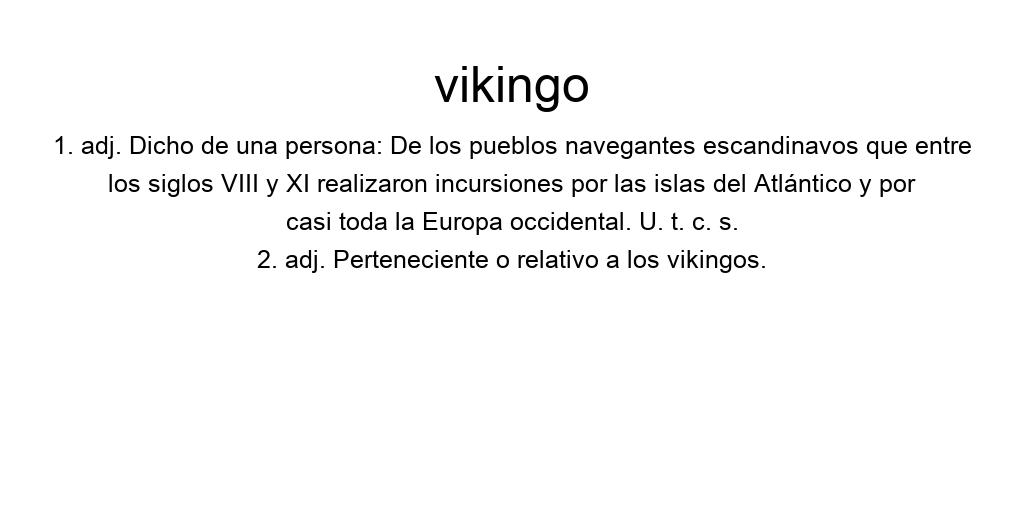 vikingo
1. adj. Dicho de una persona: De los pueblos navegantes escandinavos que entre
los siglos VIII y XI realizaron incursiones por las islas del Atlántico y por
casi toda la Europa occidental. U. t. c. s.
2. adj. Perteneciente o relativo a los vikingos.